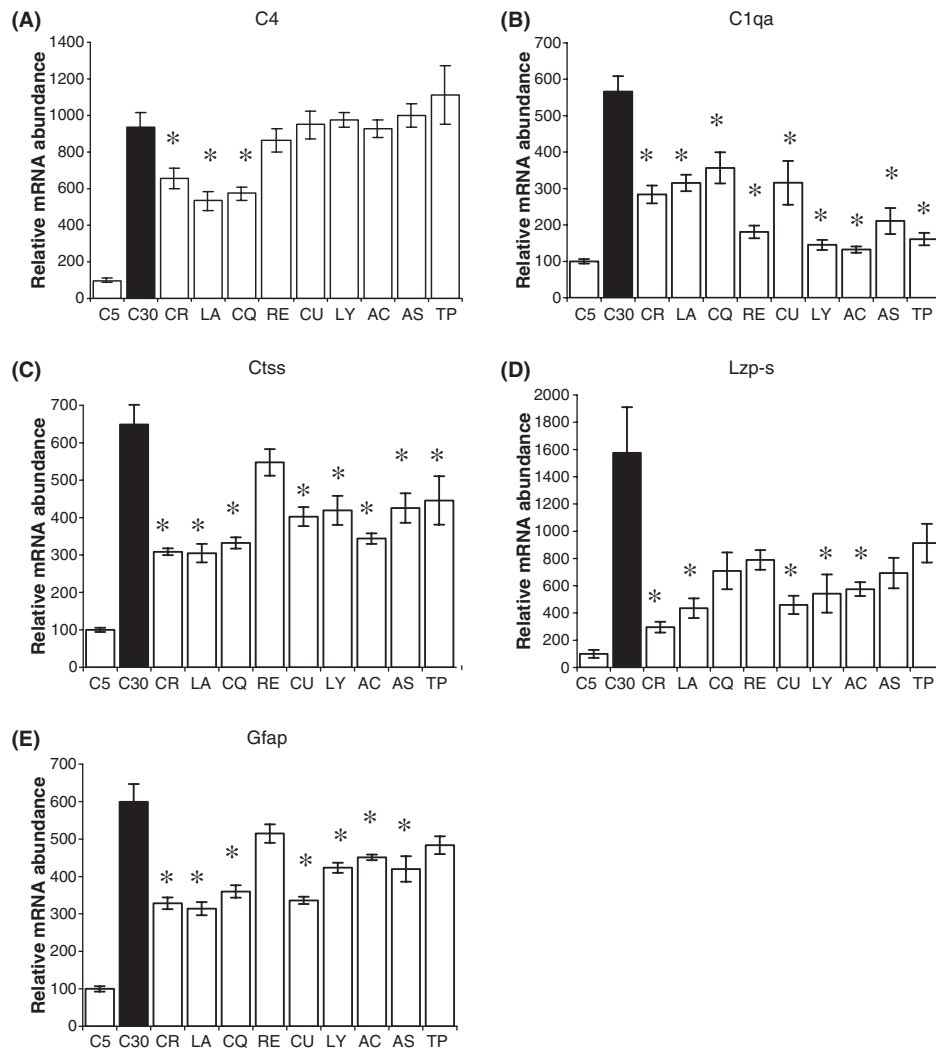 (A)
C4
Relative mRNA abundance
1400
1200
1000
800
600
400
200
0
* * *
C5 C30 CR LA CQ RE CU LY AC AS TP
(B)
C1qa
Relative mRNA abundance
700
600
500
400
300
200
100
0
* * * * * * * * *
C5 C30 CR LA CQ RE CU LY AC AS TP
(C)
Ctss
Relative mRNA abundance
700
600
500
400
300
200
100
0
* * * * * * * *
C5 C30 CR LA CQ RE CU LY AC AS TP
(D)
Lzp-s
Relative mRNA abundance
2000
1800
1600
1400
1200
1000
800
600
400
200
0
* * * * *
C5 C30 CR LA CQ RE CU LY AC AS TP
(E)
Gfap
Relative mRNA abundance
700
600
500
400
300
200
100
0
* * * * * * *
C5 C30 CR LA CQ RE CU LY AC AS TP